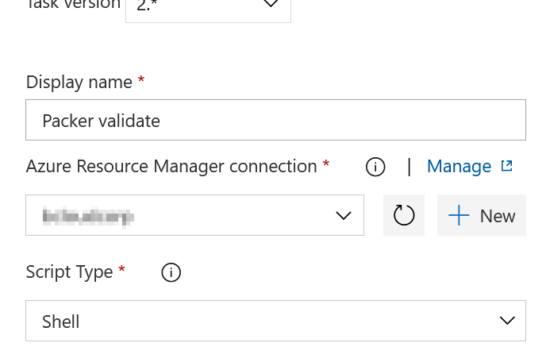 Task version 2.*
Display name *
Packer validate
Azure Resource Manager connection * | Manage
+ New
Script Type *
Shell